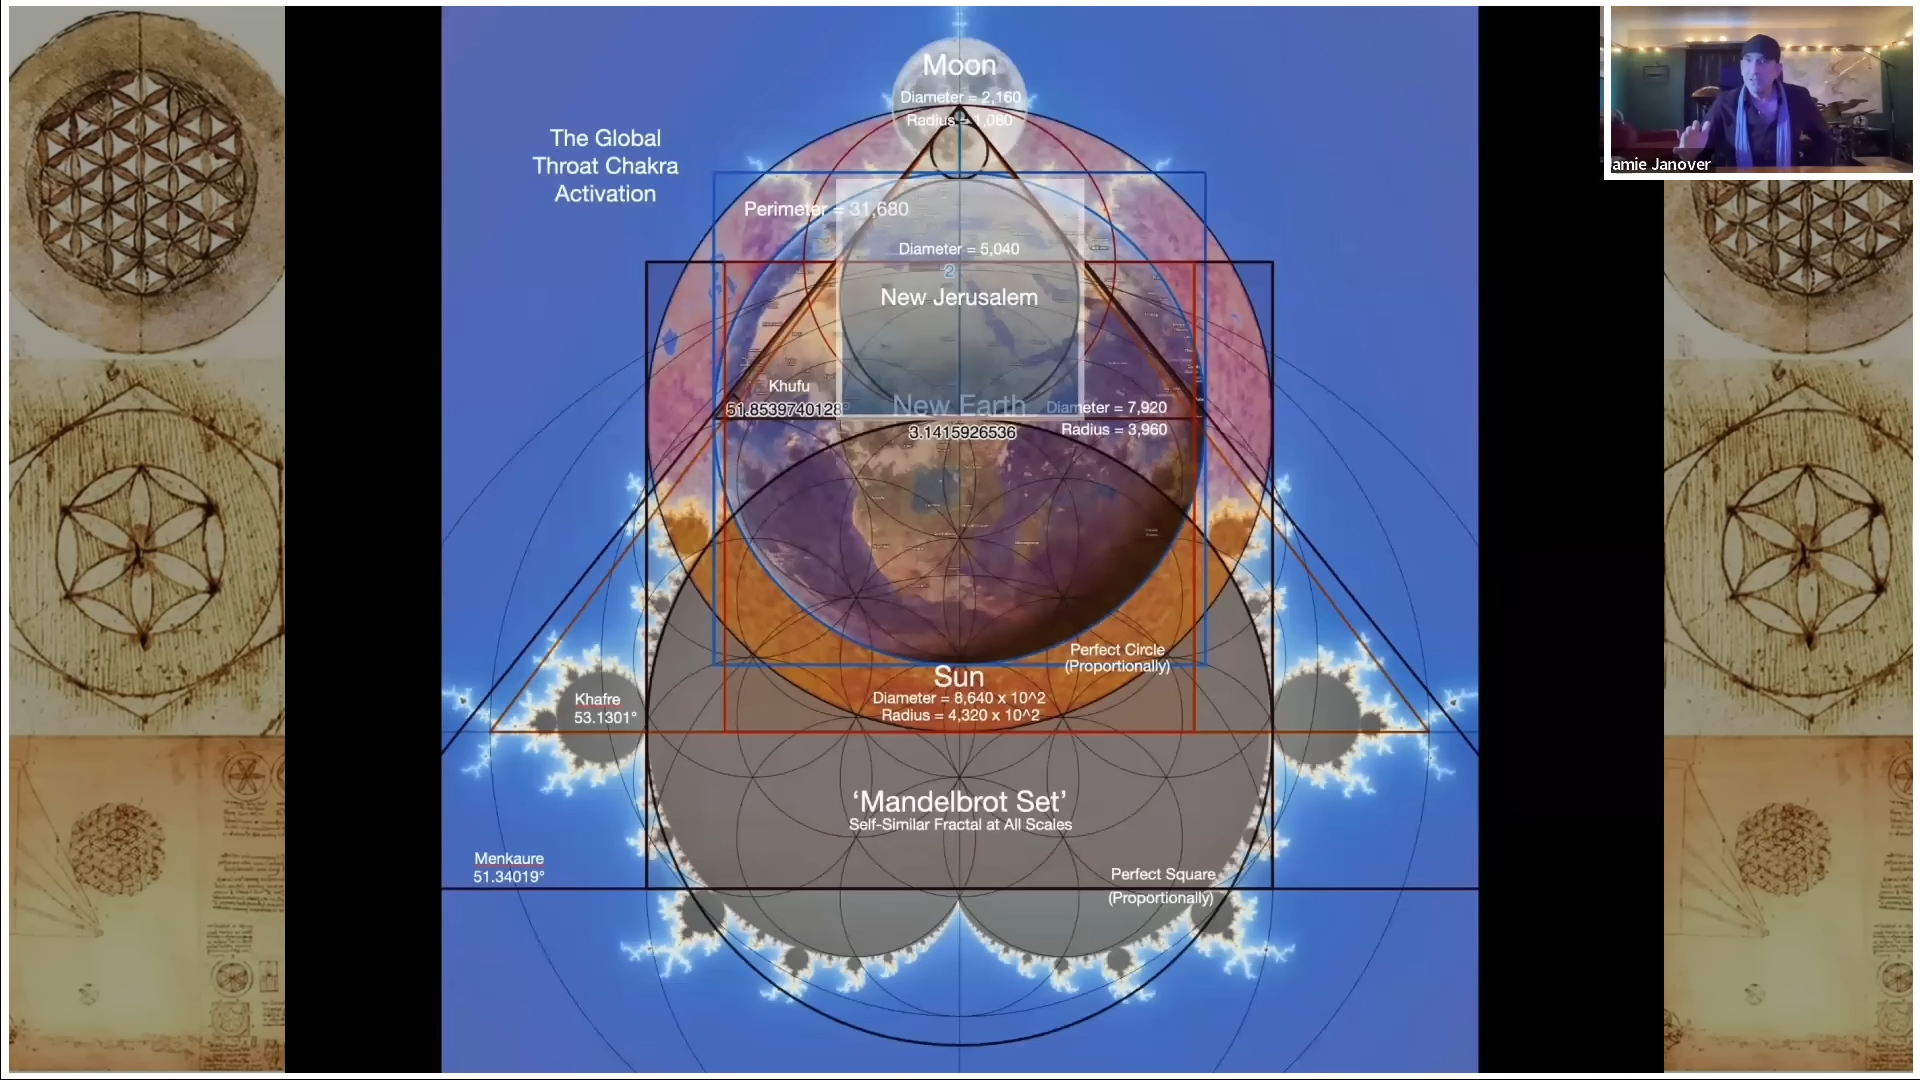 Moon
Diameter = 2,160
Radius = 1,080
The Global
Throat Chakra
Activation
amie Janover
Perimeter = 31,680
Diameter = 5,040
2
New Jerusalem
Khufu
51.8539740128°
New Earth
Diameter = 7,920
3.1415926536
Radius = 3,960
Perfect Circle
(Proportionally)
Sun
Diameter = 8,640 x 10^2
Radius = 4,320 x 10^2
Khafre
53.1301°
‘Mandelbrot Set’
Self-Similar Fractal at All Scales
Menkaure
51.34019°
Perfect Square
(Proportionally)